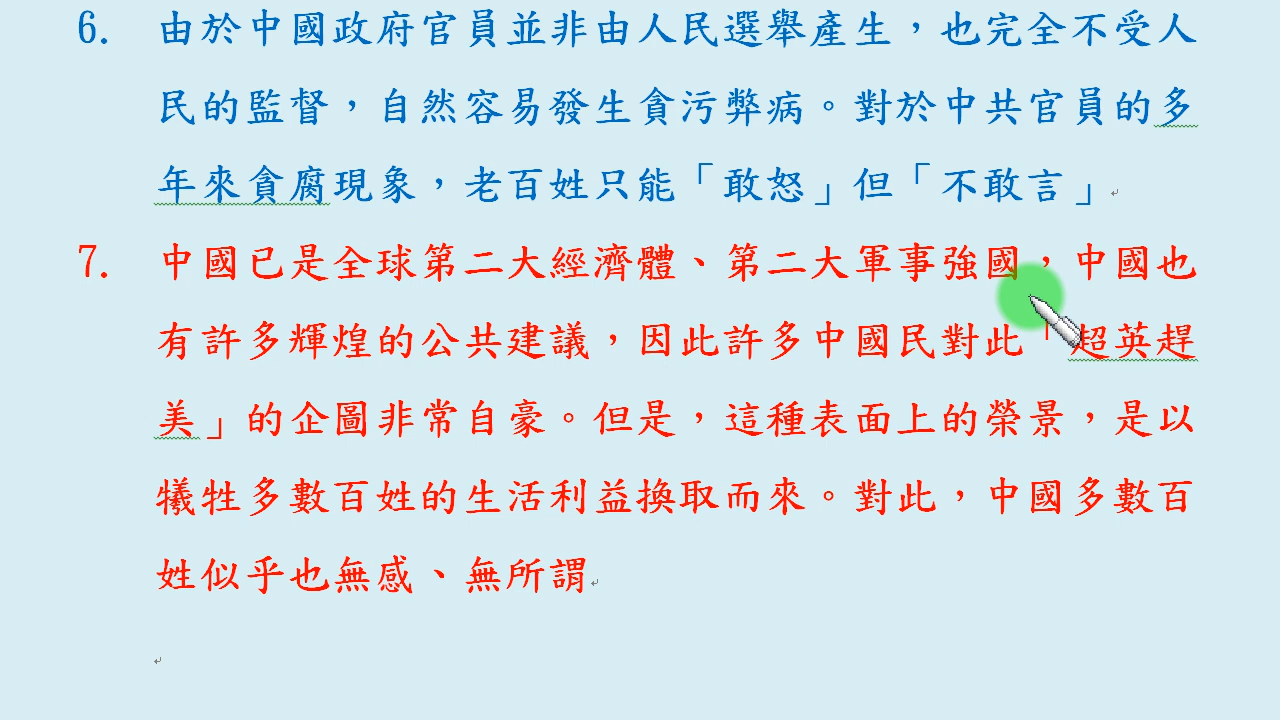 6. 由於中國政府官員並非由人民選舉產生，也完全不受人
民的監督，自然容易發生貪污弊病。對於中共官員的多
年來貪腐現象，老百姓只能「敢怒」但「不敢言」
7. 中國已是全球第二大經濟體、第二大軍事強國，中國也
有許多輝煌的公共建議，因此許多中國民對此「超英趕
美」的企圖非常自豪。但是，這種表面上的榮景，是以
犧牲多數百姓的生活利益換取而來。對此，中國多數百
姓似乎也無感、無所謂